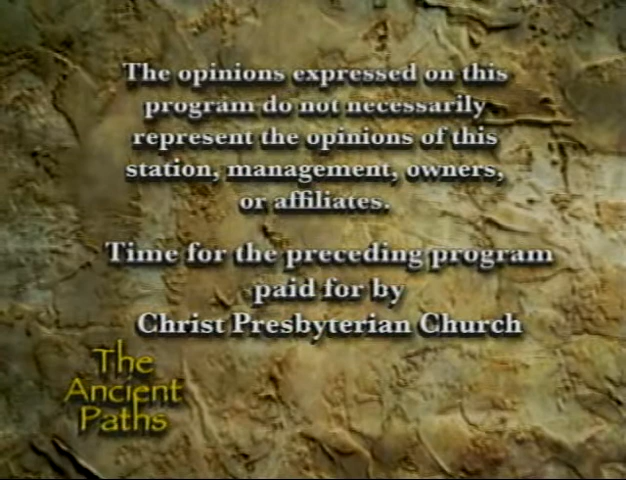 The opinions expressed on this
program do not necessarily
represent the opinions of this
station, management, owners,
or affiliates.
Time for the preceding program
paid for by
Christ Presbyterian Church
The
Ancient
Paths